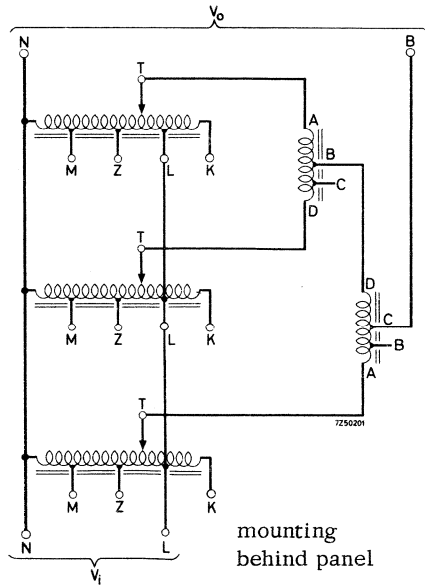 Vo
N
B
T
A
M Z L K
B
C
D
T
D
M Z L K
C
B
A
T
7Z50201
M Z K
N L
Vi
mounting
behind panel